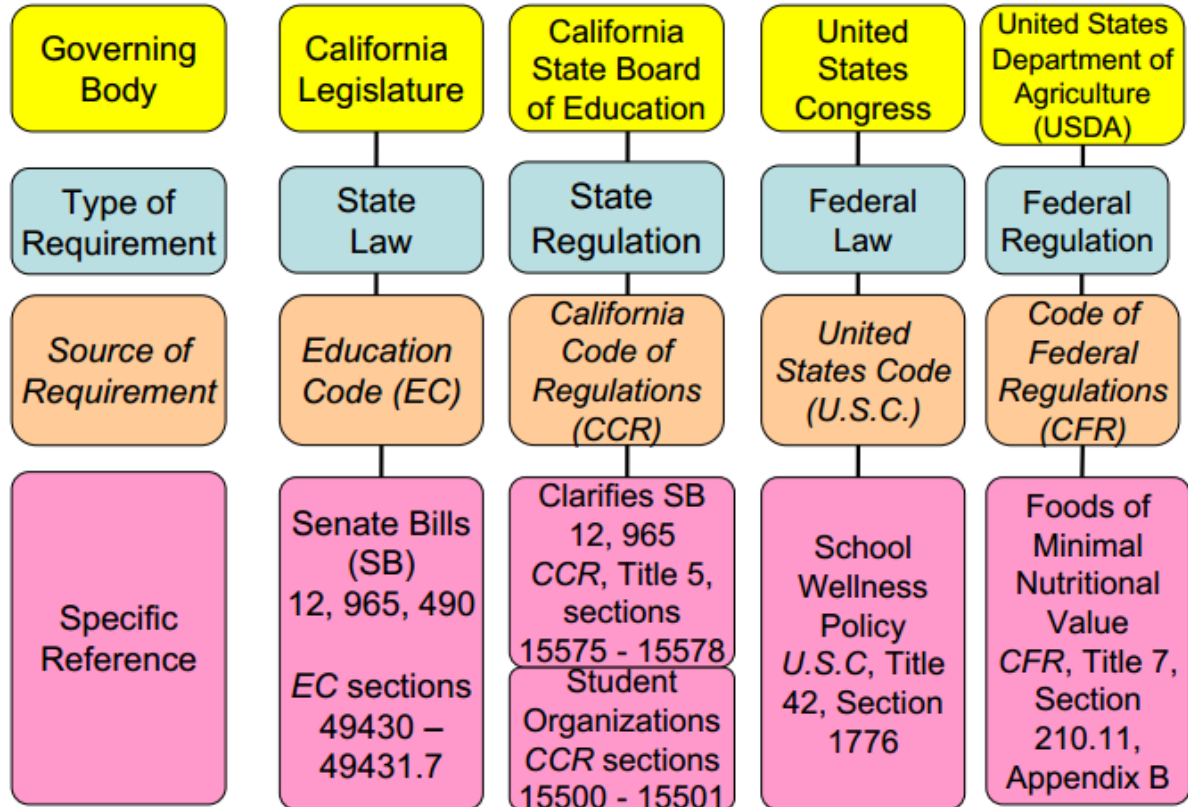 Governing
Body
California
Legislature
California
State Board
of Education
United
States
Congress
United States
Department of
Agriculture
(USDA)
Type of
Requirement
State
Law
State
Regulation
Federal
Law
Federal
Regulation
Source of
Requirement
Education
Code (EC)
California
Code of
Regulations
(CCR)
United
States Code
(U.S.C.)
Code of
Federal
Regulations
(CFR)
Specific
Reference
Senate Bills
(SB)
12, 965, 490
EC sections
49430 –
49431.7
Clarifies SB
12, 965
CCR, Title 5,
sections
15575 - 15578
Student
Organizations
CCR sections
15500 - 15501
School
Wellness
Policy
U.S.C, Title
42, Section
1776
Foods of
Minimal
Nutritional
Value
CFR, Title 7,
Section
210.11,
Appendix B